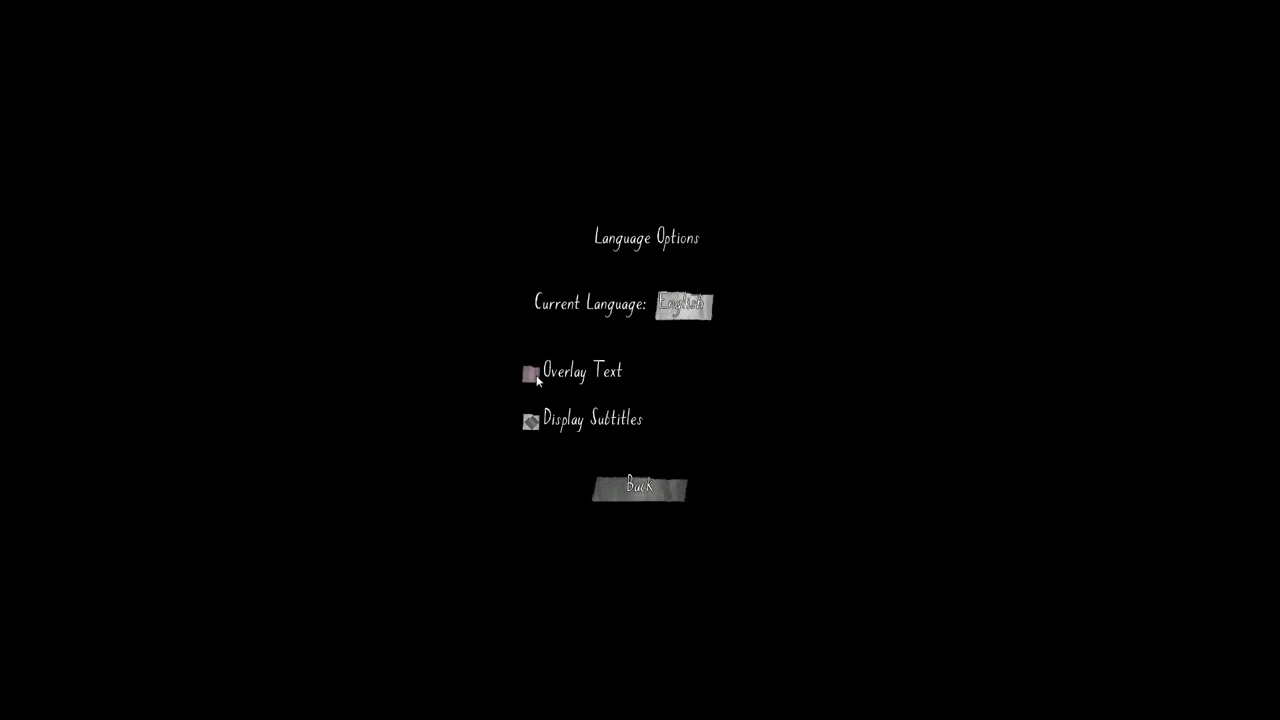 Language Options
Current Language: English
Overlay Text
Display Subtitles
Back